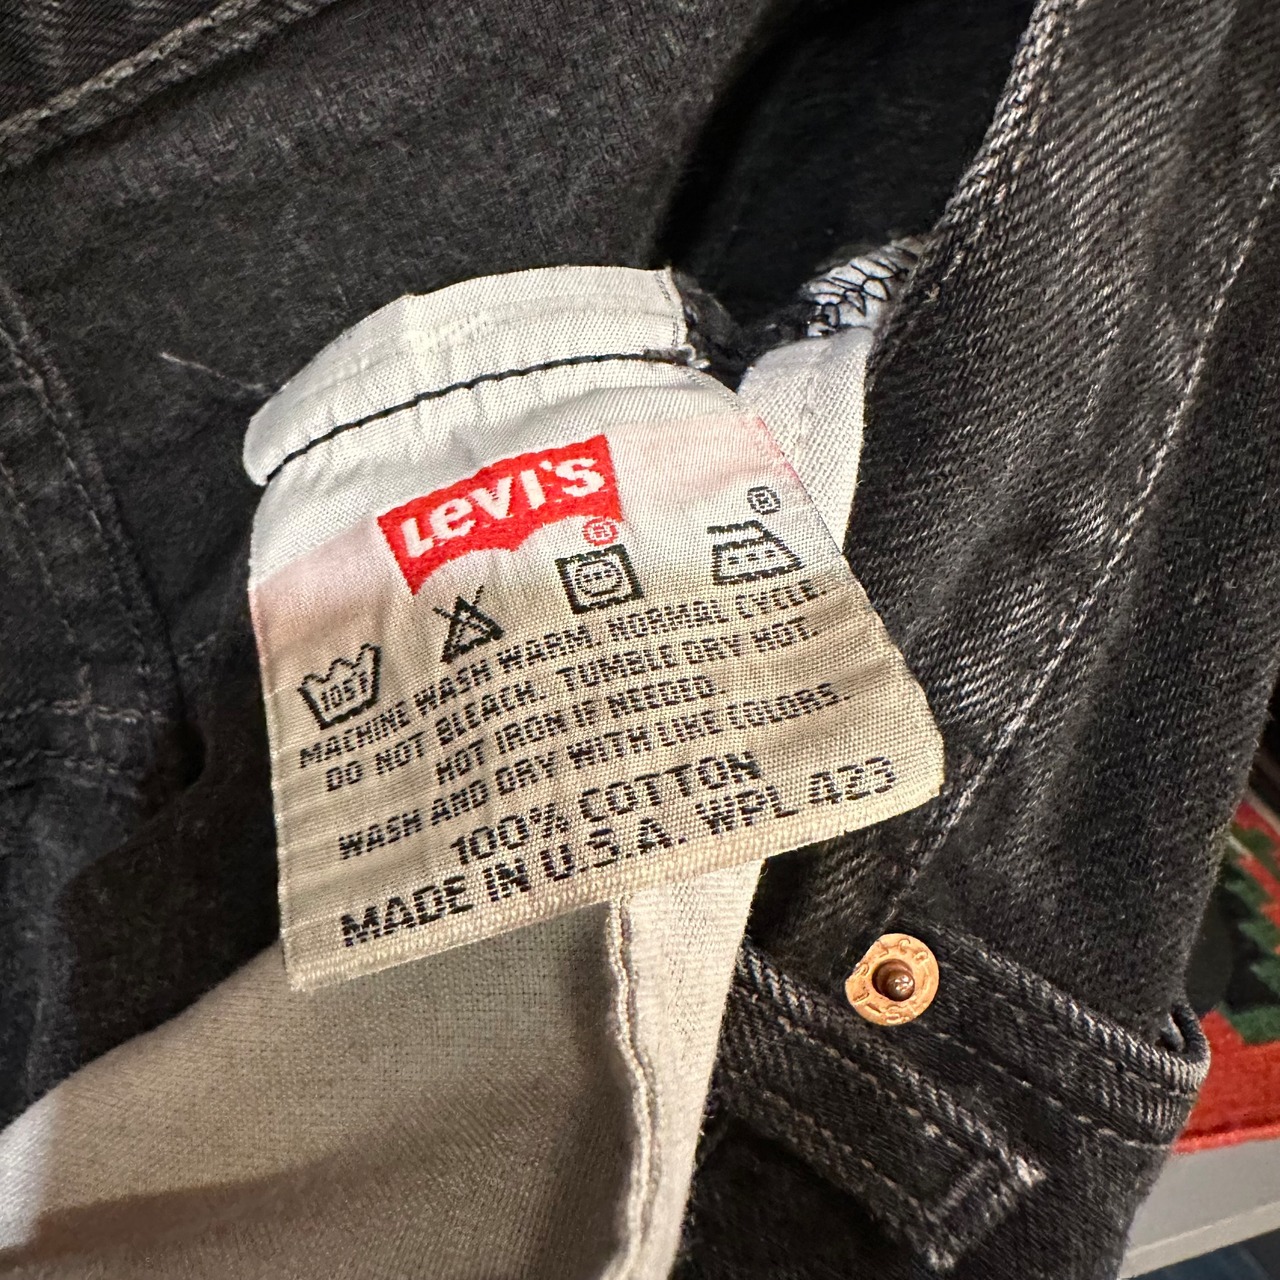 LEVI'S
®
®
105F
MACHINE WASH WARM. NORMAL CYCLE.
DO NOT BLEACH. TUMBLE DRY HOT.
HOT IRON IF NEEDED.
WASH AND DRY WITH LIKE COLORS.
100% COTTON
MADE IN U.S.A. WPL 423